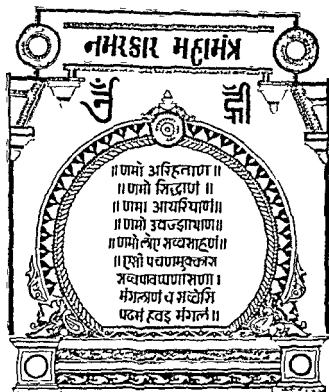 नमस्कार महामंत्र
ॐ ह्रीँ
॥ णमो अरिहंताणं ॥
॥ णमो सिद्धाणं ॥
॥ णमो आयरियाणं ॥
॥ णमो उवज्झायाणं ॥
॥ णमो लोए सव्वसाहूणं ॥
॥ एसो पंचणमुक्कारो
सव्वपावप्पणासणो ।
मंगलाणं च सव्वेसिं
पढमं हवइ मंगलं ॥